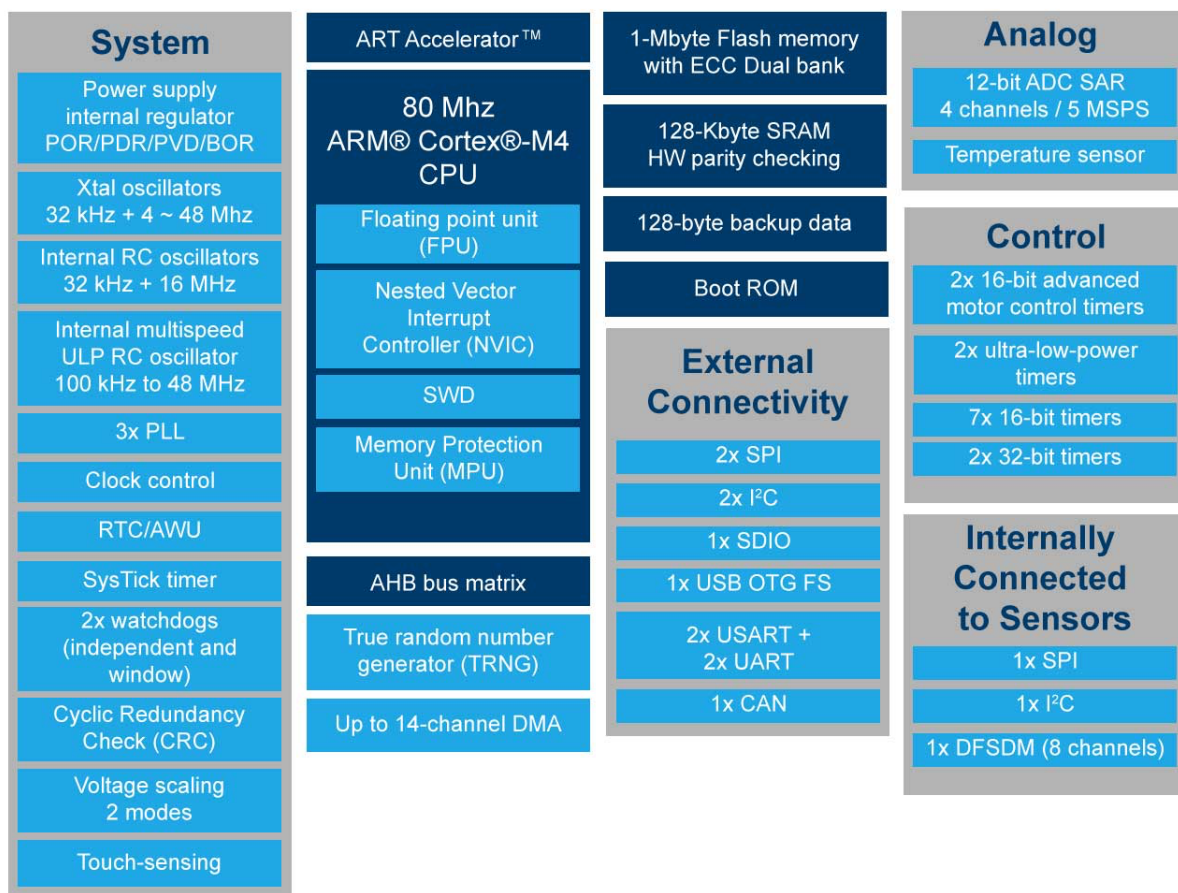 System
Power supply
internal regulator
POR/PDR/PVD/BOR
Xtal oscillators
32 kHz + 4 ~ 48 Mhz
Internal RC oscillators
32 kHz + 16 MHz
Internal multispeed
ULP RC oscillator
100 kHz to 48 MHz
3x PLL
Clock control
RTC/AWU
SysTick timer
2x watchdogs
(independent and
window)
Cyclic Redundancy
Check (CRC)
Voltage scaling
2 modes
Touch-sensing
ART Accelerator™
80 Mhz
ARM® Cortex®-M4
CPU
Floating point unit
(FPU)
Nested Vector
Interrupt
Controller (NVIC)
SWD
Memory Protection
Unit (MPU)
AHB bus matrix
True random number
generator (TRNG)
Up to 14-channel DMA
1-Mbyte Flash memory
with ECC Dual bank
128-Kbyte SRAM
HW parity checking
128-byte backup data
Boot ROM
External
Connectivity
2x SPI
2x I²C
1x SDIO
1x USB OTG FS
2x USART +
2x UART
1x CAN
Analog
12-bit ADC SAR
4 channels / 5 MSPS
Temperature sensor
Control
2x 16-bit advanced
motor control timers
2x ultra-low-power
timers
7x 16-bit timers
2x 32-bit timers
Internally
Connected
to Sensors
1x SPI
1x I²C
1x DFSDM (8 channels)